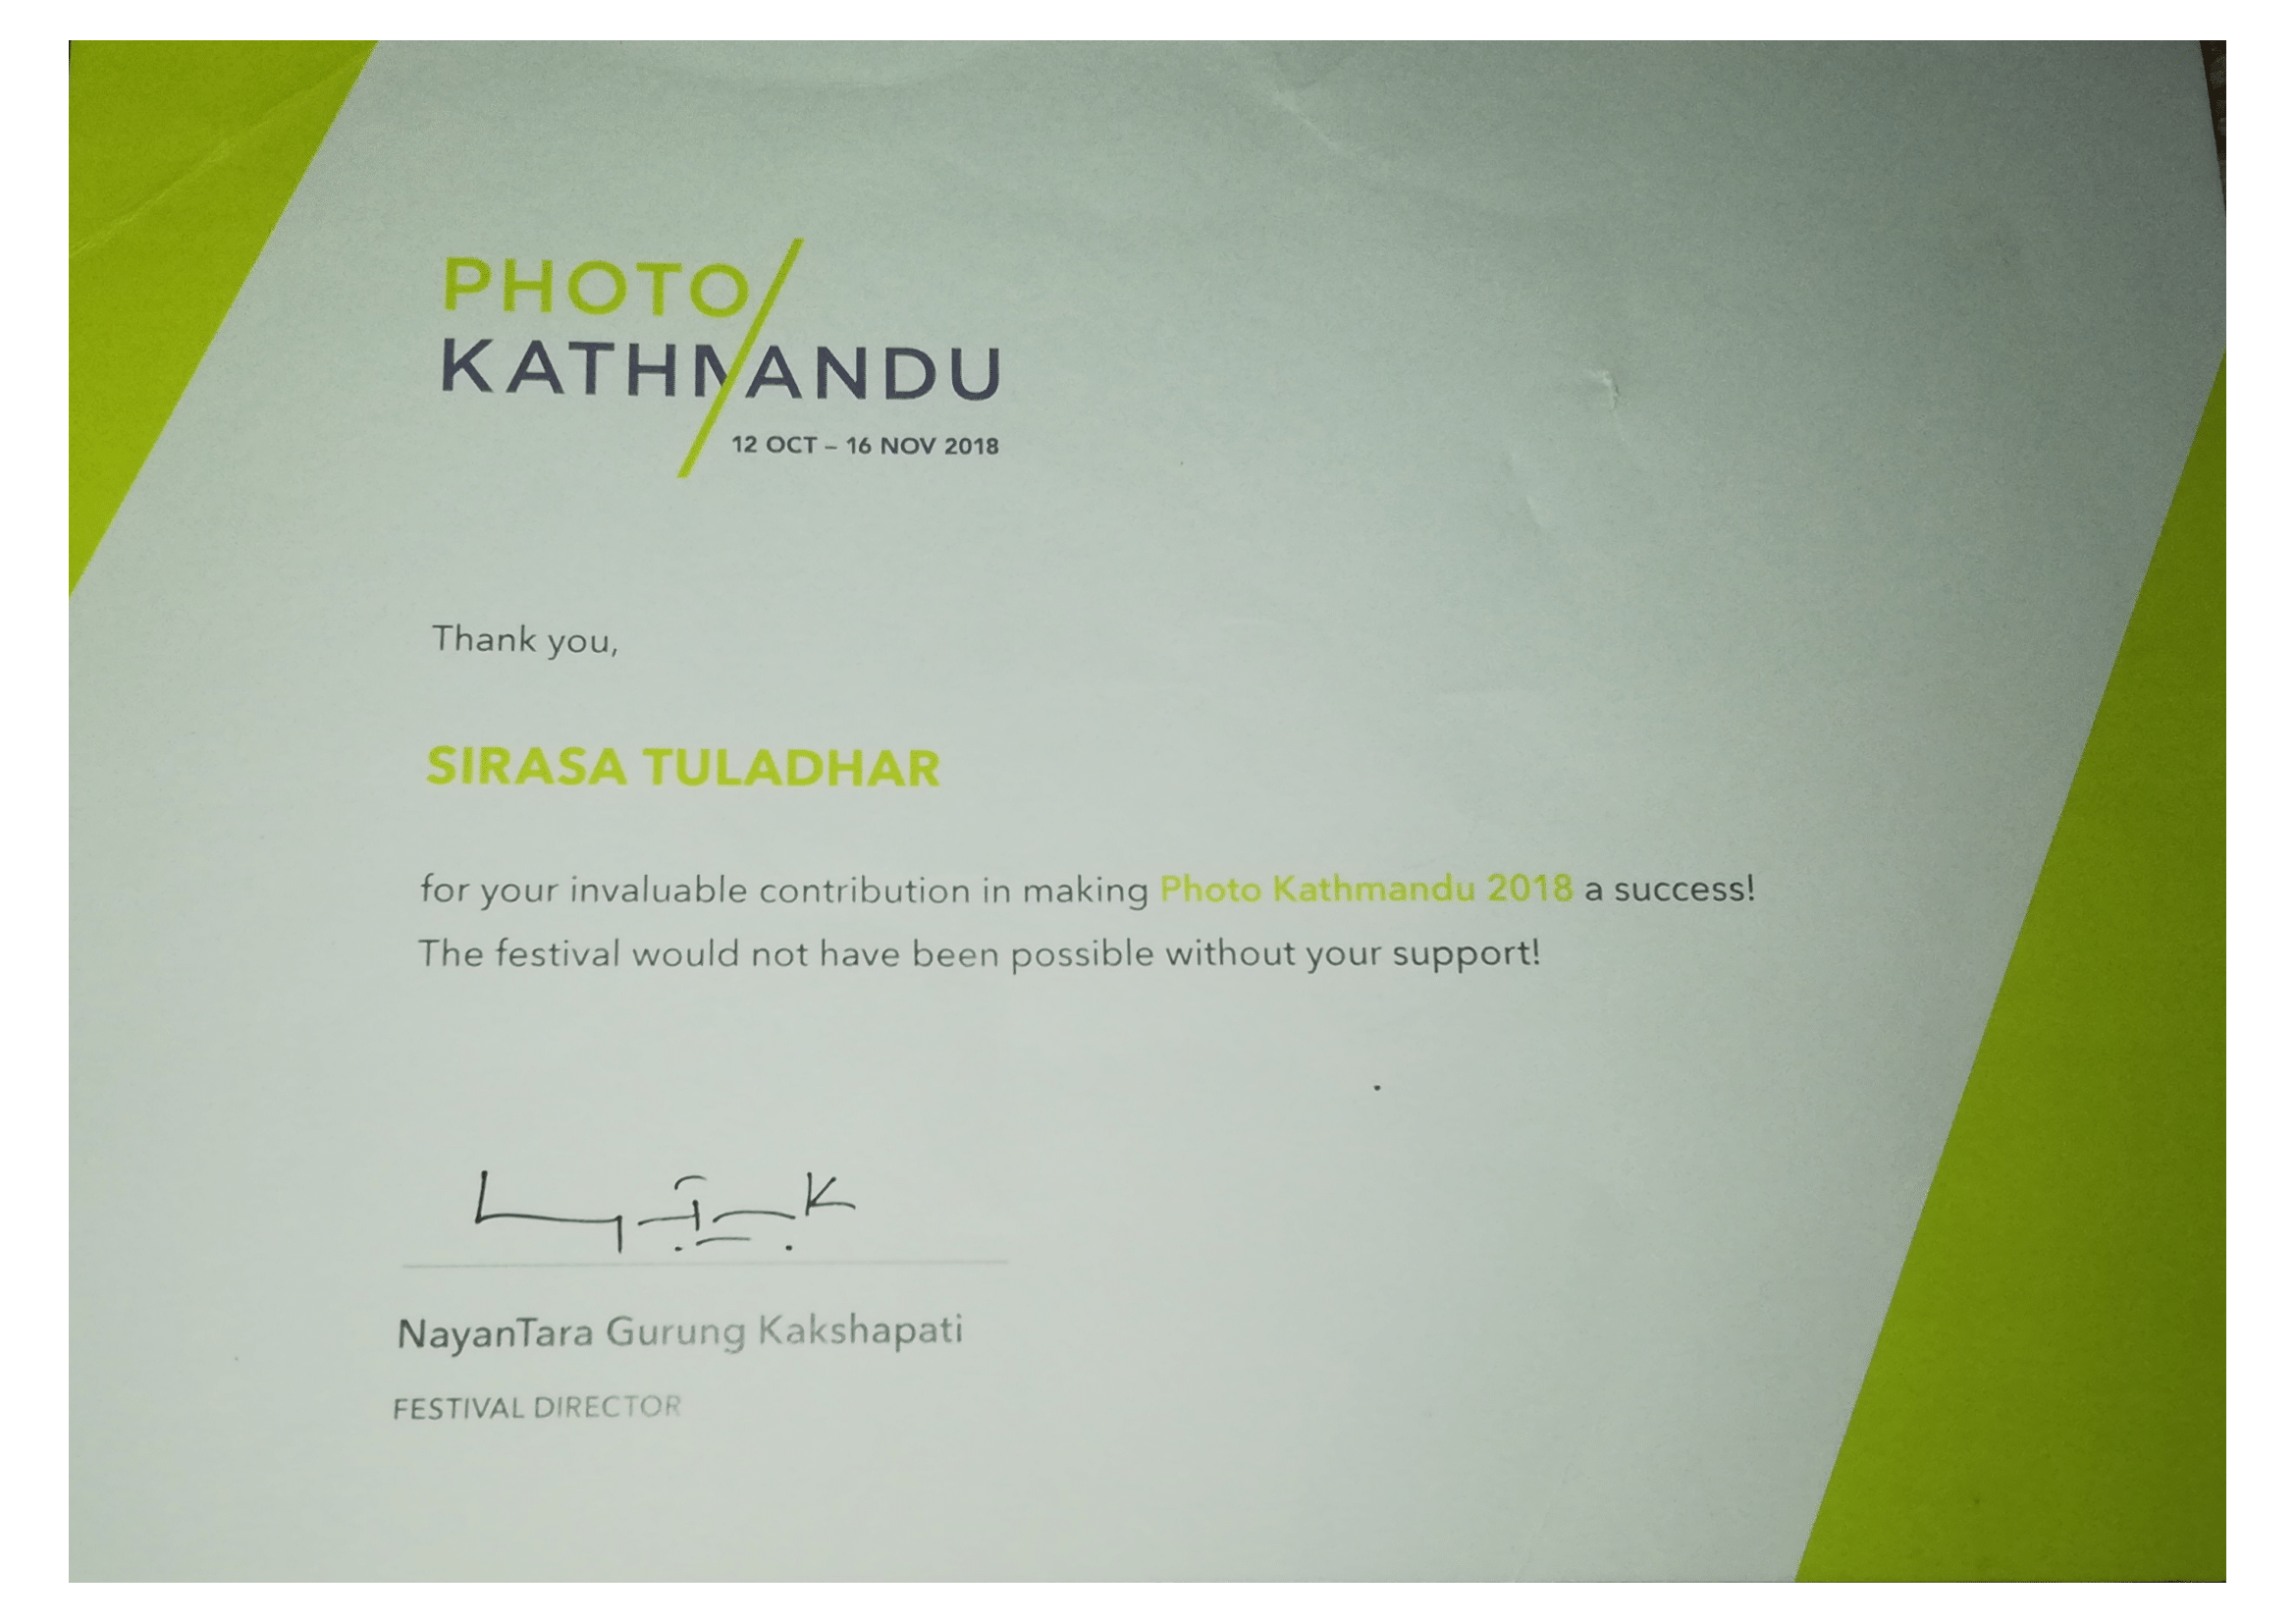 PHOTO
KATHMANDU
12 OCT – 16 NOV 2018
Thank you,
SIRASA TULADHAR
for your invaluable contribution in making Photo Kathmandu 2018 a success!
The festival would not have been possible without your support!
NayanTara Gurung Kakshapati
FESTIVAL DIRECTOR